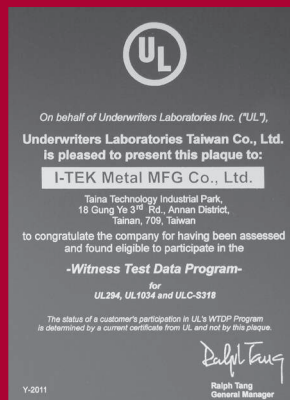 UL
On behalf of Underwriters Laboratories Inc. ("UL"),
Underwriters Laboratories Taiwan Co., Ltd.
is pleased to present this plaque to:
I-TEK Metal MFG Co., Ltd.
Taina Technology Industrial Park,
18 Gung Ye 3rd Rd., Annan District,
Tainan, 709, Taiwan
to congratulate the company for having been assessed
and found eligible to participate in the
-Witness Test Data Program-
for
UL294, UL1034 and ULC-S318
The status of a customer's participation in UL's WTDP Program
is determined by a current certificate from UL and not by this plaque.
Ralph Tang
Y-2011
Ralph Tang
General Manager